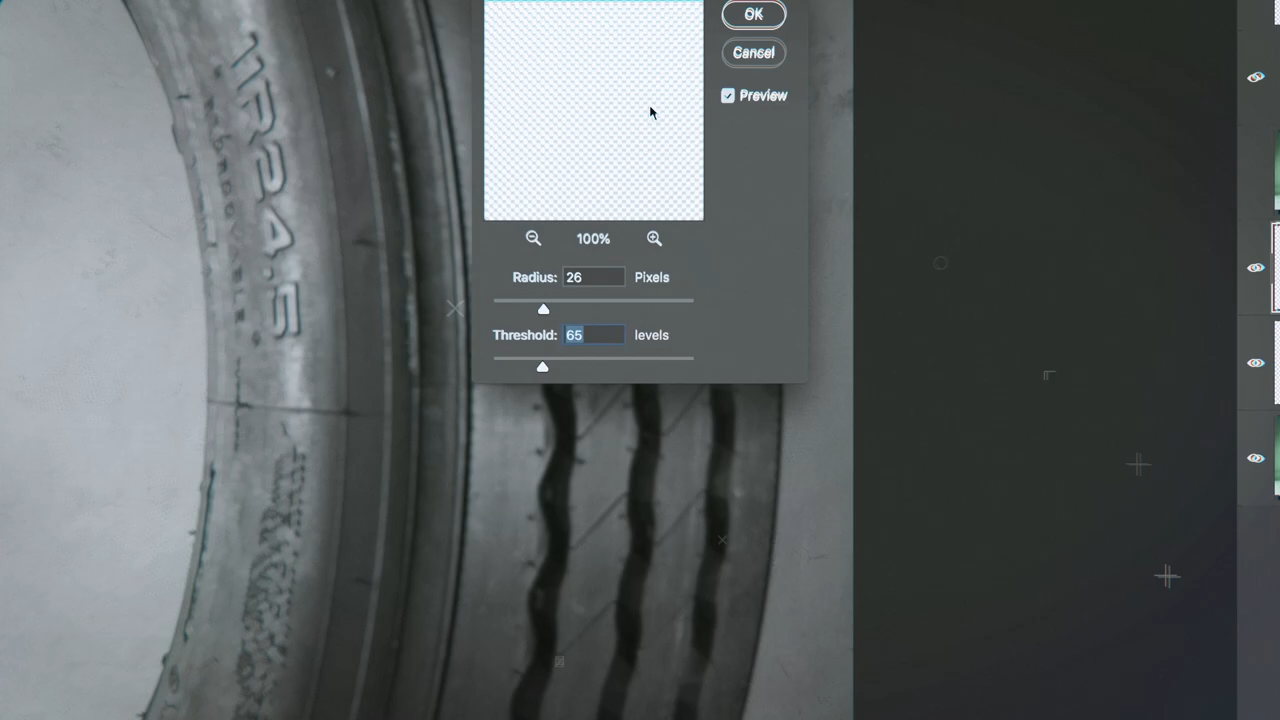 OK
Cancel
Preview
100%
Radius: 26 Pixels
Threshold: 65 levels
11R24.5